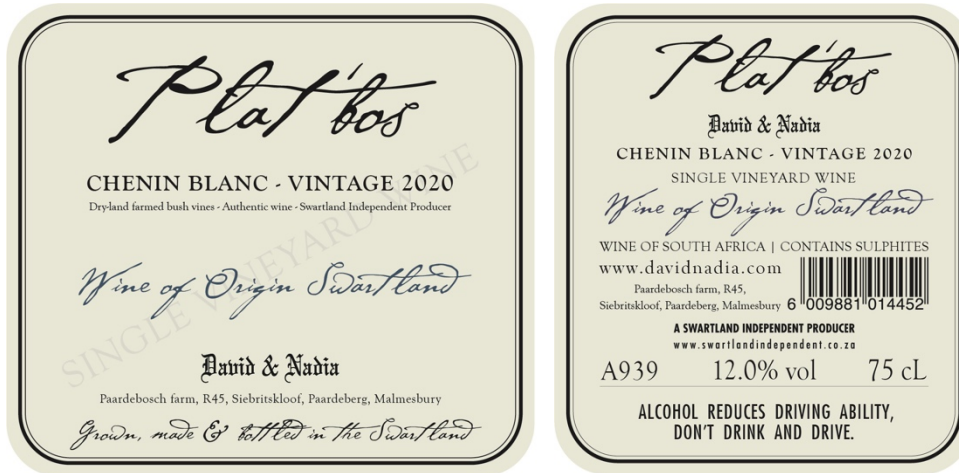 Plat'bos
CHENIN BLANC - VINTAGE 2020
Dry-land farmed bush vines - Authentic wine - Swartland Independent Producer
SINGLE VINEYARD WINE
Wine of Origin Swartland
David & Nadia
Paardebosch farm, R45, Siebritskloof, Paardeberg, Malmesbury
Grown, made & bottled in the Swartland
Plat'bos
David & Nadia
CHENIN BLANC - VINTAGE 2020
SINGLE VINEYARD WINE
Wine of Origin Swartland
WINE OF SOUTH AFRICA | CONTAINS SULPHITES
www.davidnadia.com
Paardebosch farm, R45,
Siebritskloof, Paardeberg, Malmesbury
6 009881 014452
A SWARTLAND INDEPENDENT PRODUCER
www.swartlandindependent.co.za
A939 12.0% vol 75 cL
ALCOHOL REDUCES DRIVING ABILITY,
DON'T DRINK AND DRIVE.